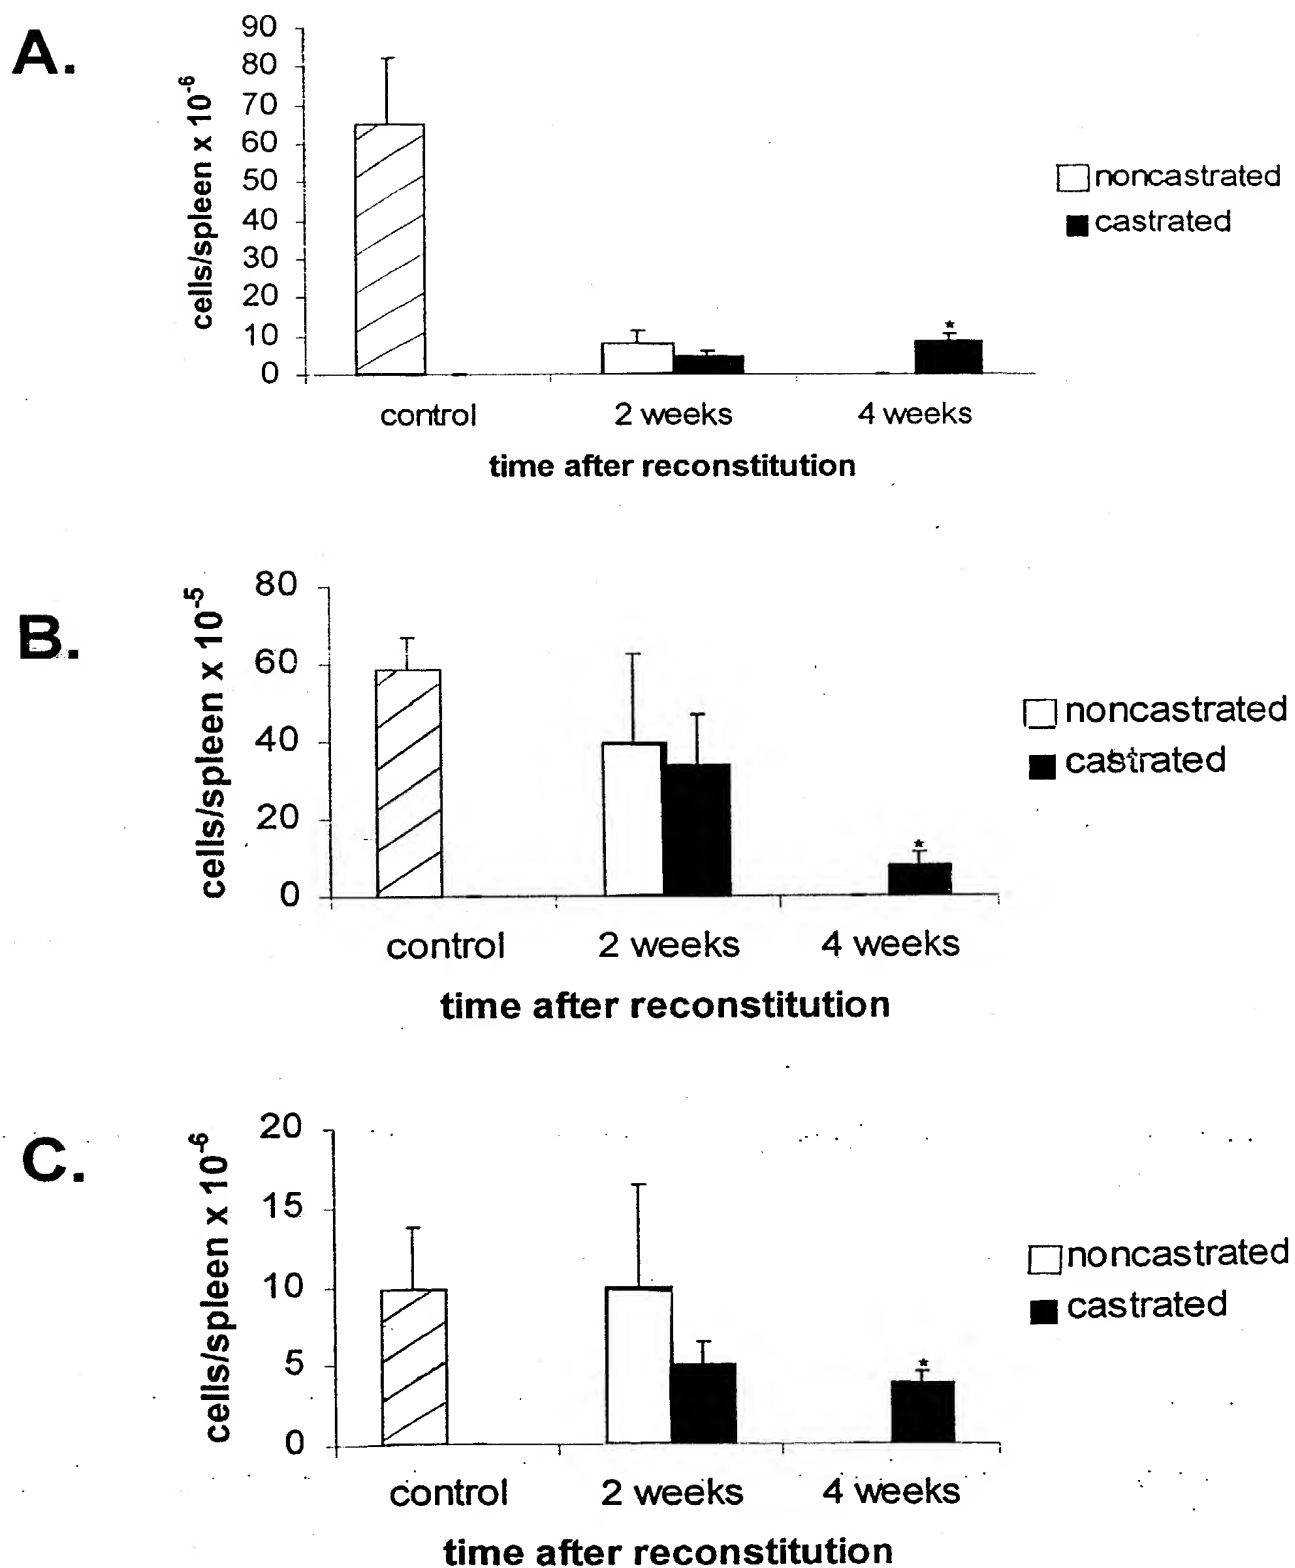 A.
cells/spleen x 10⁻⁶
90
80
70
60
50
40
30
20
10
0
*
control 2 weeks 4 weeks
time after reconstitution
noncastrated
castrated
B.
cells/spleen x 10⁻⁵
80
60
40
20
0
*
control 2 weeks 4 weeks
time after reconstitution
noncastrated
castrated
C.
cells/spleen x 10⁻⁶
20
15
10
5
0
*
control 2 weeks 4 weeks
time after reconstitution
noncastrated
castrated